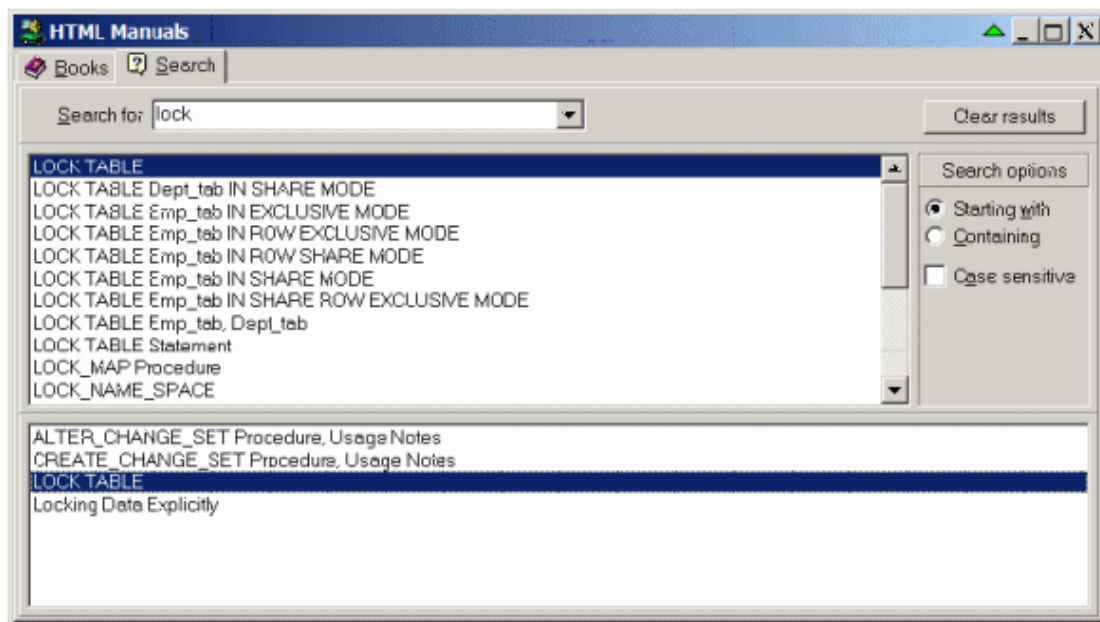 HTML Manuals
Books Search
Search for lock
Clear results
LOCK TABLE
LOCK TABLE Dept_tab IN SHARE MODE
LOCK TABLE Emp_tab IN EXCLUSIVE MODE
LOCK TABLE Emp_tab IN ROW EXCLUSIVE MODE
LOCK TABLE Emp_tab IN ROW SHARE MODE
LOCK TABLE Emp_tab IN SHARE MODE
LOCK TABLE Emp_tab IN SHARE ROW EXCLUSIVE MODE
LOCK TABLE Emp_tab, Dept_tab
LOCK TABLE Statement
LOCK_MAP Procedure
LOCK_NAME_SPACE
Search options
Starting with
Containing
Case sensitive
ALTER_CHANGE_SET Procedure, Usage Notes
CREATE_CHANGE_SET Procedure, Usage Notes
LOCK TABLE
Locking Data Explicitly